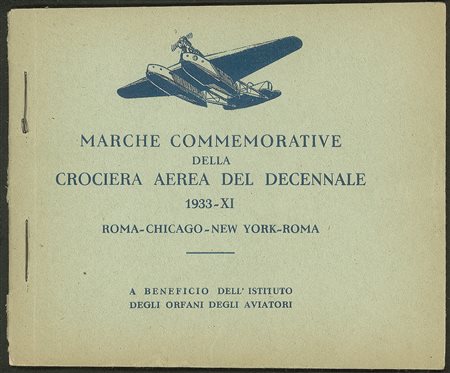 MARCHE COMMEMORATIVE
DELLA
CROCIERA AEREA DEL DECENNALE
1933-XI
ROMA-CHICAGO-NEW YORK-ROMA
A BENEFICIO DELL'ISTITUTO
DEGLI ORFANI DEGLI AVIATORI